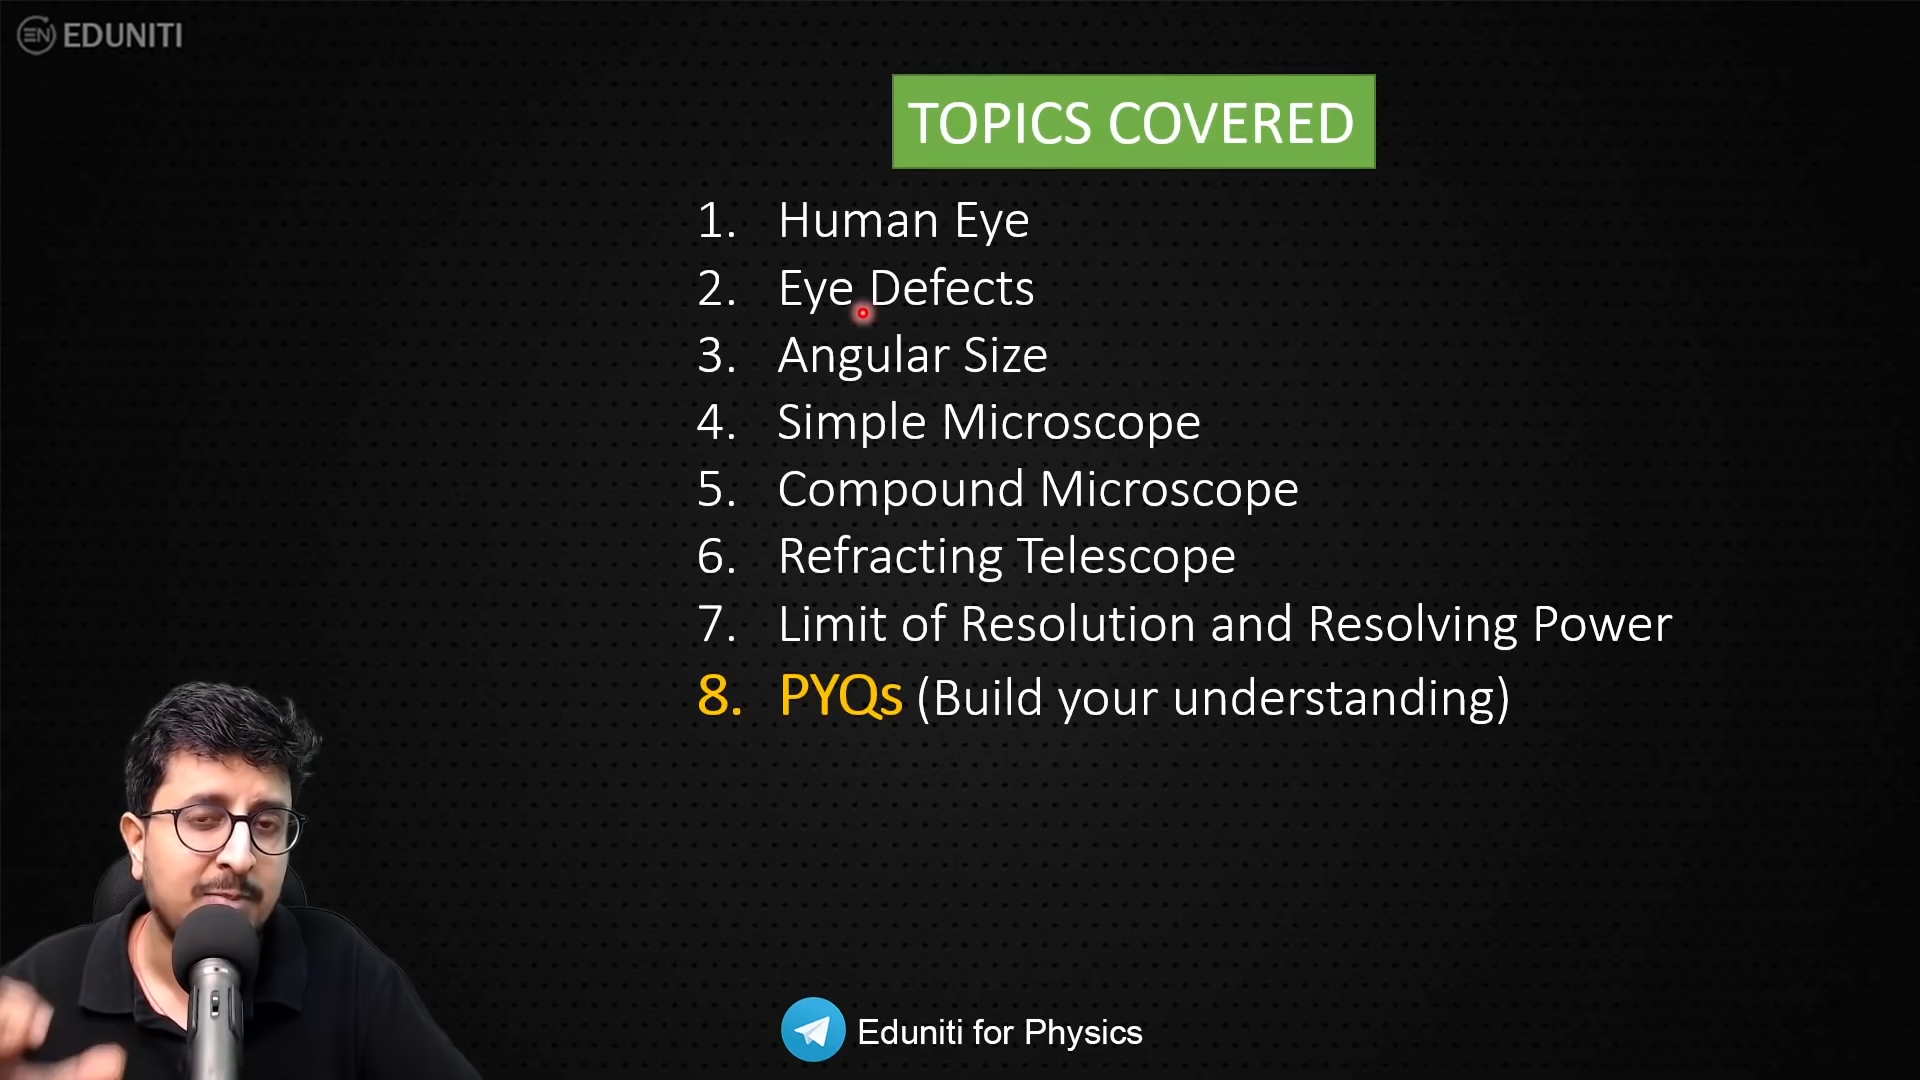 EN EDUNITI
TOPICS COVERED
1. Human Eye
2. Eye Defects
3. Angular Size
4. Simple Microscope
5. Compound Microscope
6. Refracting Telescope
7. Limit of Resolution and Resolving Power
8. PYQs (Build your understanding)
Eduniti for Physics